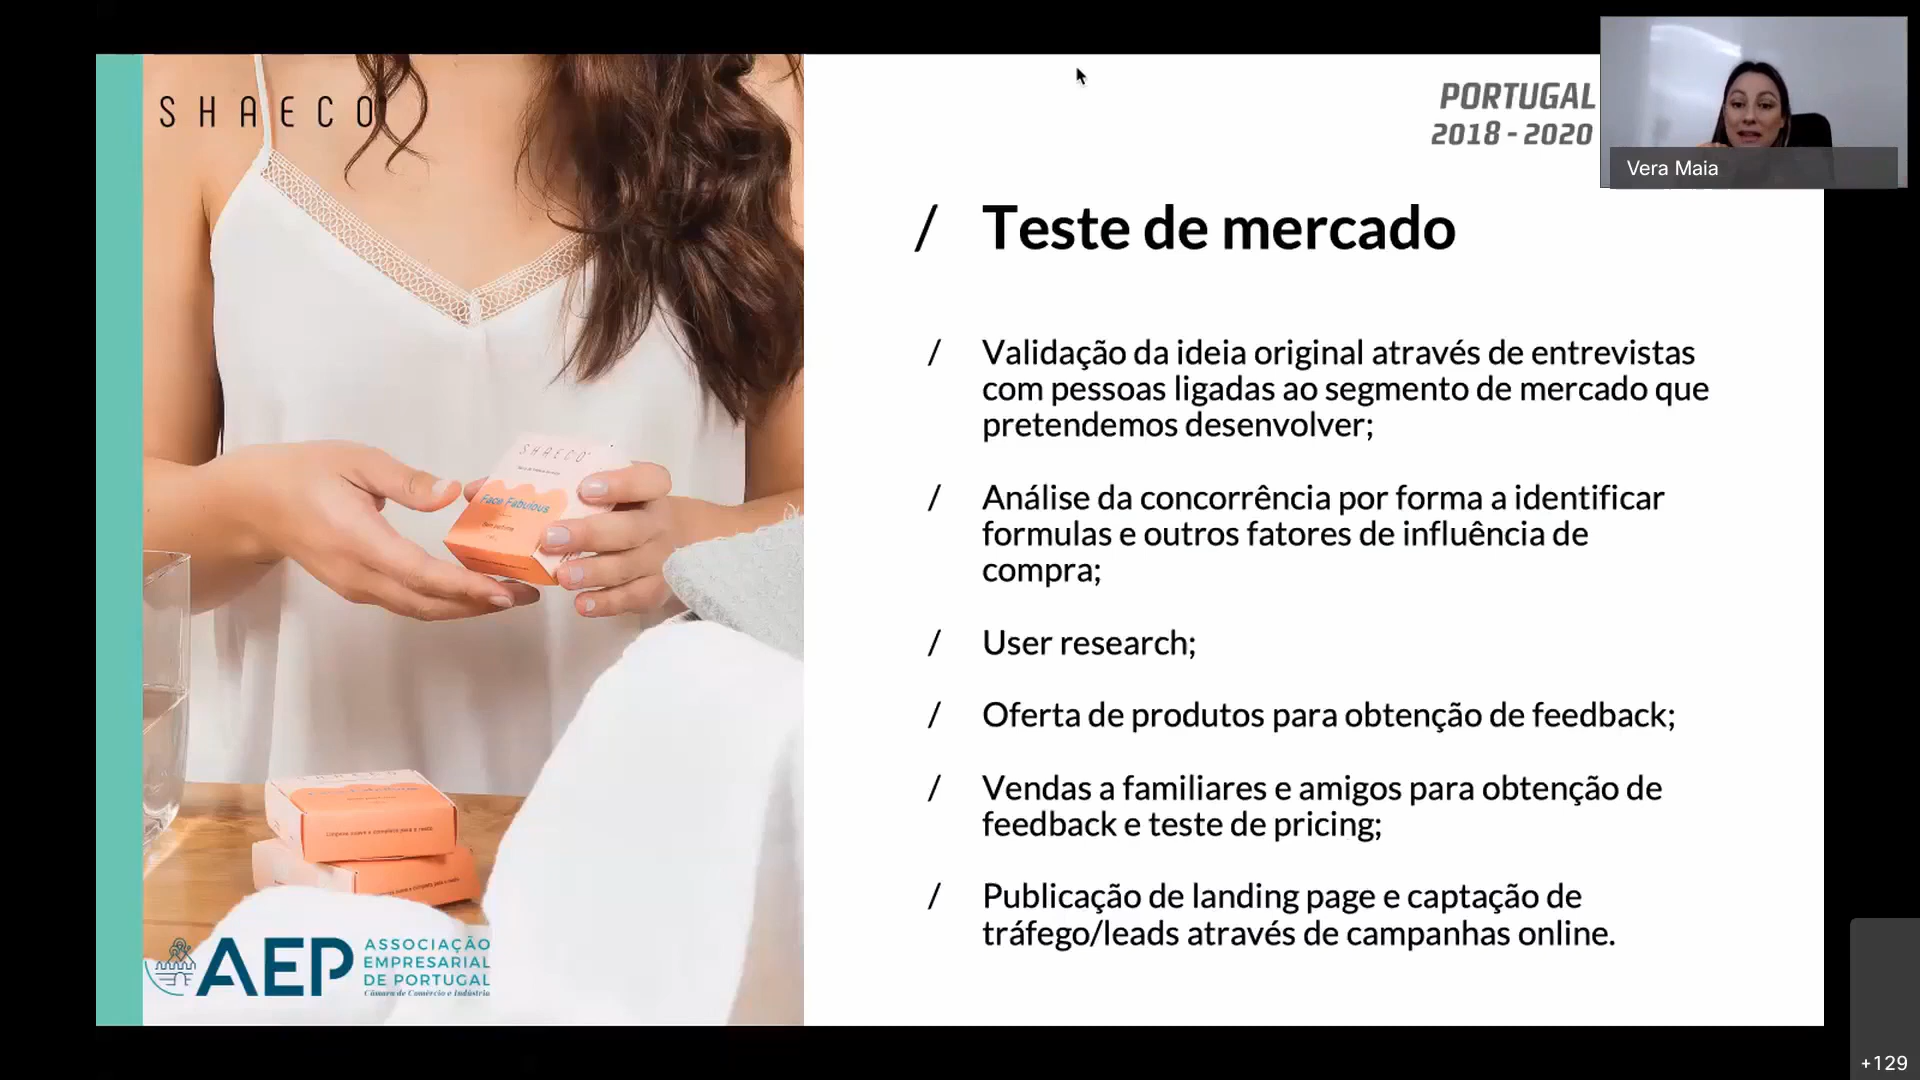 SHAECO
PORTUGAL
2018 - 2020
Vera Maia
/ Teste de mercado
/ Validação da ideia original através de entrevistas
com pessoas ligadas ao segmento de mercado que
pretendemos desenvolver;
/ Análise da concorrência por forma a identificar
formulas e outros fatores de influência de
compra;
/ User research;
/ Oferta de produtos para obtenção de feedback;
/ Vendas a familiares e amigos para obtenção de
feedback e teste de pricing;
/ Publicação de landing page e captação de
tráfego/leads através de campanhas online.
SHAECO
Face Fabulous
AEP
ASSOCIAÇÃO
EMPRESARIAL
DE PORTUGAL
Câmara de Comércio e Indústria
+129